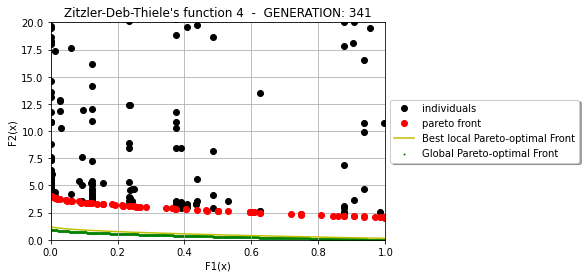 Zitzler-Deb-Thiele's function 4 - GENERATION: 341
20.0
17.5
15.0
12.5
10.0
7.5
5.0
2.5
0.0
F2(x)
0.0 0.2 0.4 0.6 0.8 1.0
F1(x)
individuals
pareto front
Best local Pareto-optimal Front
Global Pareto-optimal Front